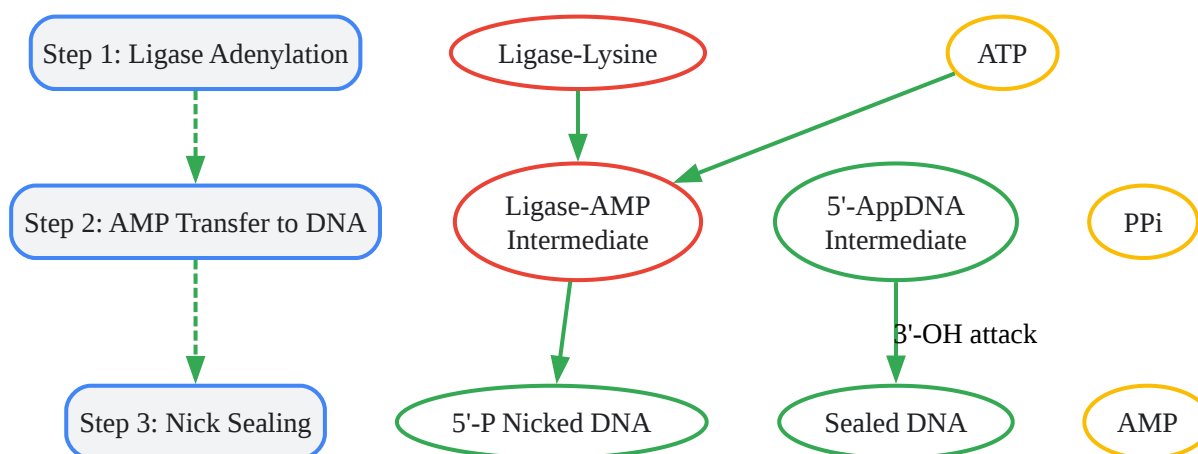 Step 1: Ligase Adenylation
Ligase-Lysine
ATP
Step 2: AMP Transfer to DNA
Ligase-AMP
Intermediate
5'-AppDNA
Intermediate
PPi
3'-OH attack
Step 3: Nick Sealing
5'-P Nicked DNA
Sealed DNA
AMP